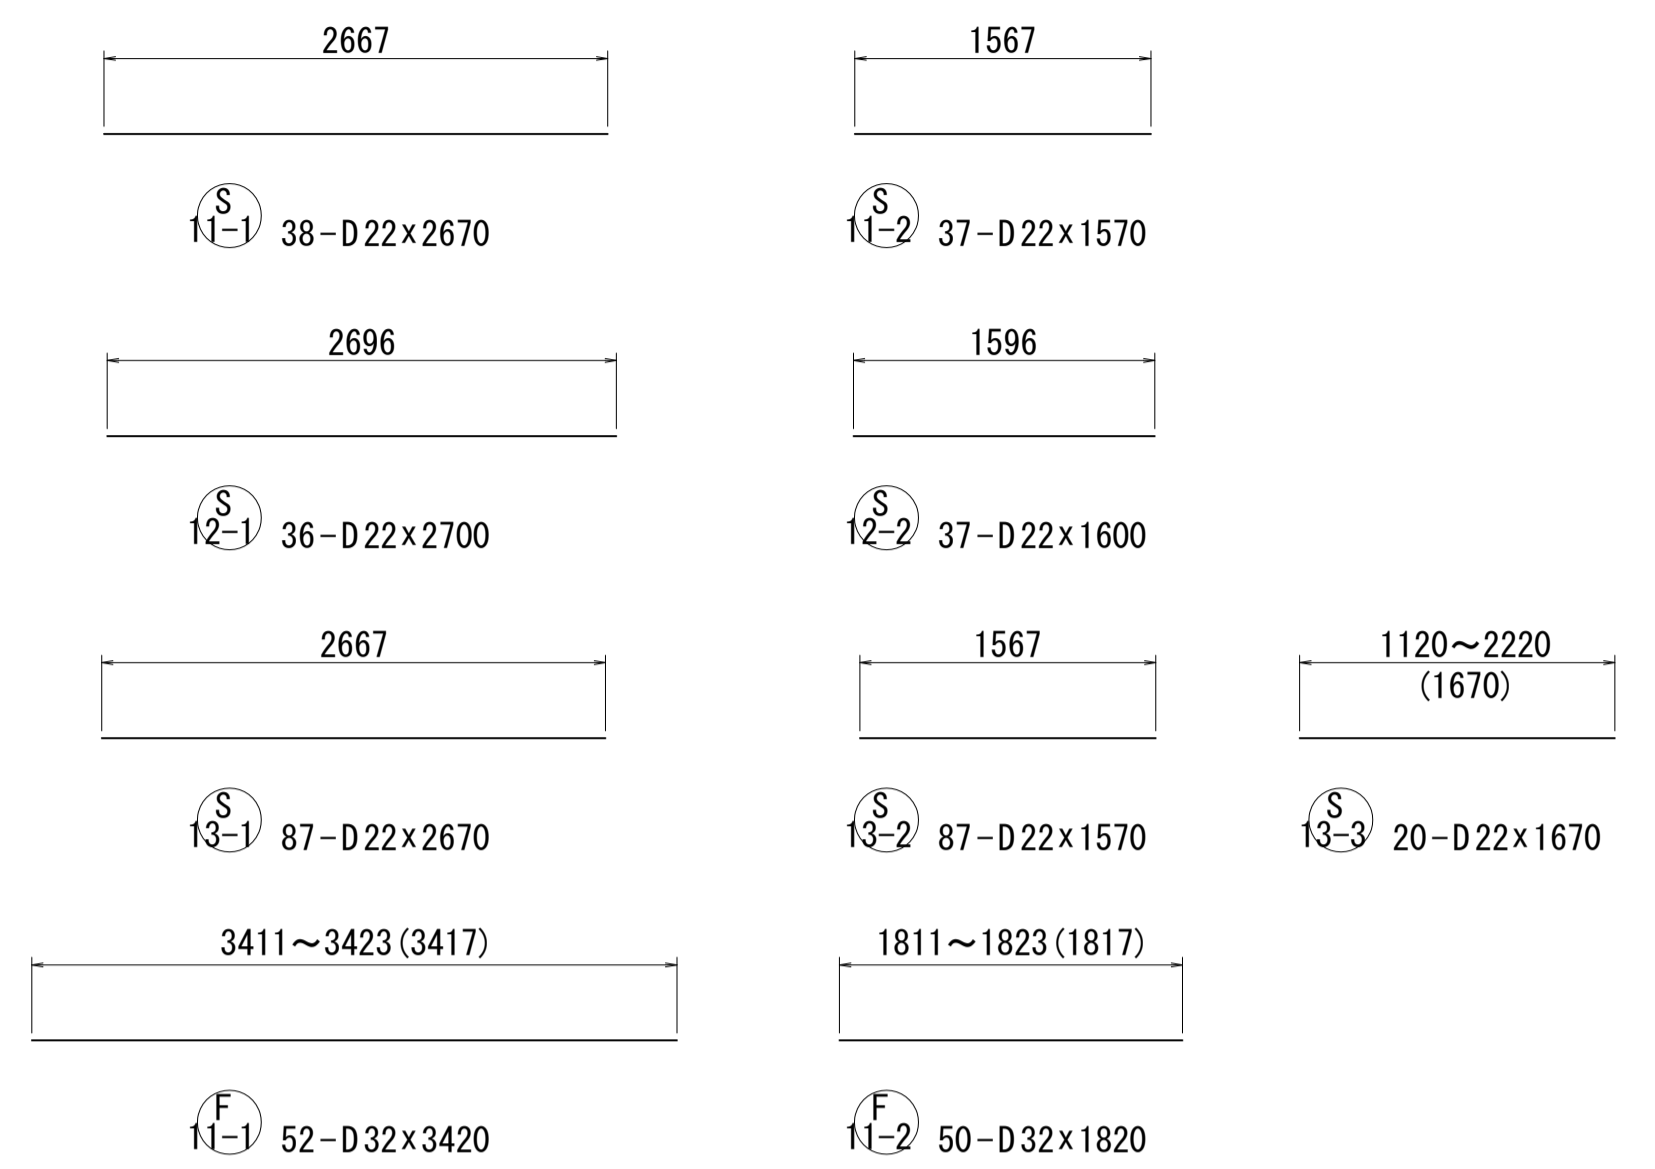 2667
1567
S
11-1 38-D22×2670
S
11-2 37-D22×1570
2696
1596
S
12-1 36-D22×2700
S
12-2 37-D22×1600
2667
1567
1120～2220
(1670)
S
13-1 87-D22×2670
S
13-2 87-D22×1570
S
13-3 20-D22×1670
3411～3423(3417)
1811～1823(1817)
F
11-1 52-D32×3420
F
11-2 50-D32×1820